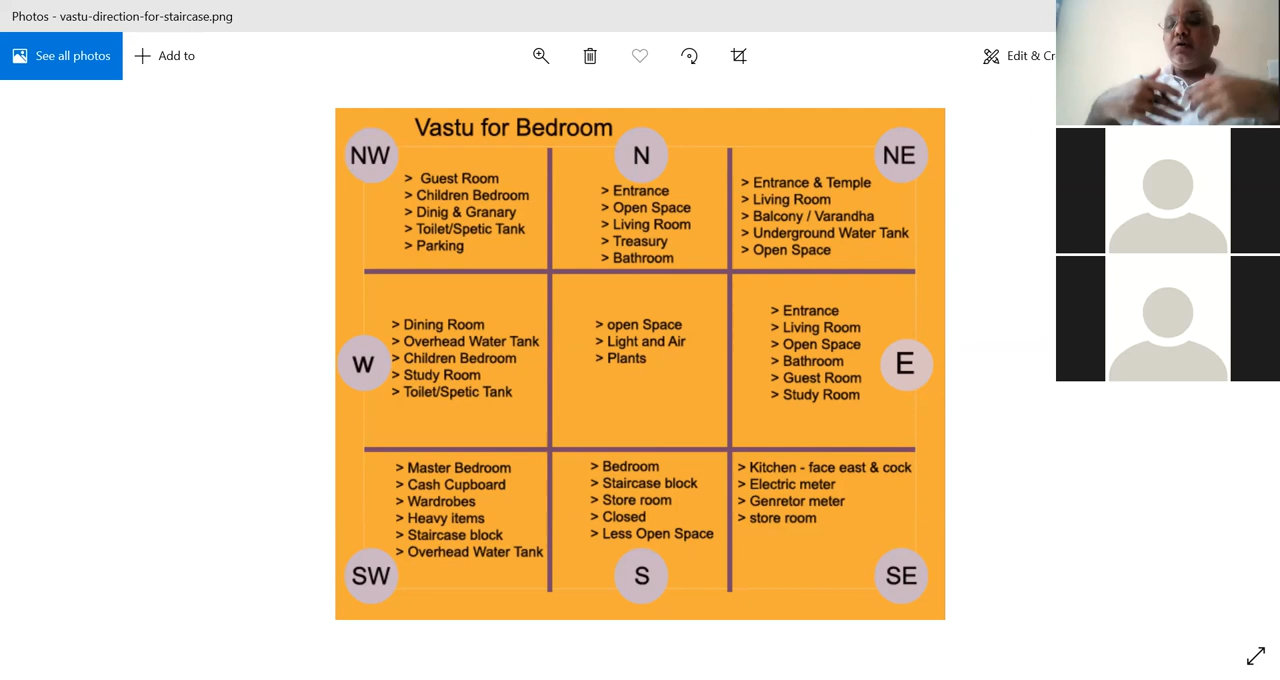 Photos - vastu-direction-for-staircase.png
See all photos
Add to
Edit & Cr
Vastu for Bedroom
NW
> Guest Room
> Children Bedroom
> Dinig & Granary
> Toilet/Spetic Tank
> Parking
N
> Entrance
> Open Space
> Living Room
> Treasury
> Bathroom
NE
> Entrance & Temple
> Living Room
> Balcony / Varandha
> Underground Water Tank
> Open Space
W
> Dining Room
> Overhead Water Tank
> Children Bedroom
> Study Room
> Toilet/Spetic Tank
> open Space
> Light and Air
> Plants
> Entrance
> Living Room
> Open Space
> Bathroom
> Guest Room
> Study Room
E
> Master Bedroom
> Cash Cupboard
> Wardrobes
> Heavy items
> Staircase block
> Overhead Water Tank
SW
> Bedroom
> Staircase block
> Store room
> Closed
> Less Open Space
S
> Kitchen - face east & cock
> Electric meter
> Genretor meter
> store room
SE